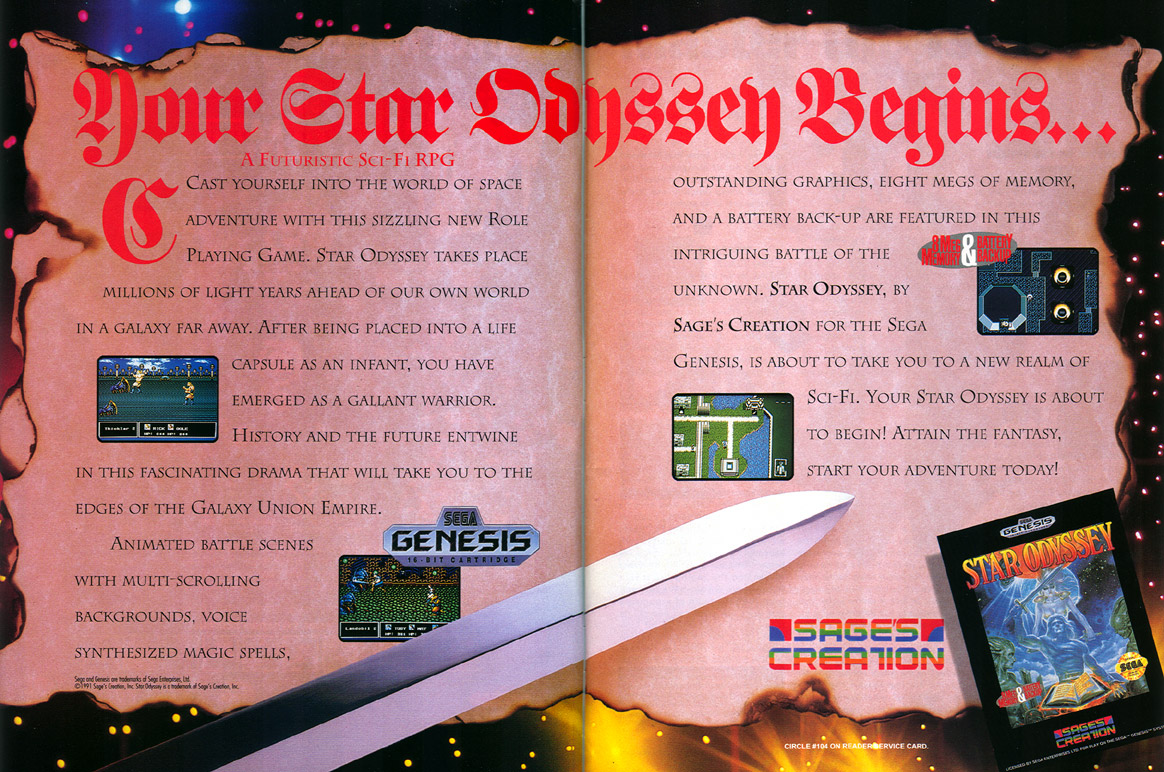 Your Star Odyssey Begins...
A Futuristic Sci-Fi RPG
C
Cast yourself into the world of space
adventure with this sizzling new Role
Playing Game. Star Odyssey takes place
millions of light years ahead of our own world
in a galaxy far away. After being placed into a life
capsule as an infant, you have
emerged as a gallant warrior.
History and the future entwine
in this fascinating drama that will take you to the
edges of the Galaxy Union Empire.
SEGA
GENESIS
16-BIT CARTRIDGE
Animated battle scenes
with multi-scrolling
backgrounds, voice
synthesized magic spells,
Sega and Genesis are trademarks of Sega Enterprises, Ltd.
©1991 Sage's Creation, Inc. Star Odyssey is a trademark of Sage's Creation, Inc.
outstanding graphics, eight megs of memory,
and a battery back-up are featured in this
intriguing battle of the
8 MEG MEMORY & BATTERY BACKUP
unknown. Star Odyssey, by
Sage's Creation for the Sega
Genesis, is about to take you to a new realm of
Sci-Fi. Your Star Odyssey is about
to begin! Attain the fantasy,
start your adventure today!
SAGE'S
CREATION
SEGA
GENESIS
STAR ODYSSEY
SEGA
SAGE'S
CREATION
CIRCLE #104 ON READER SERVICE CARD.